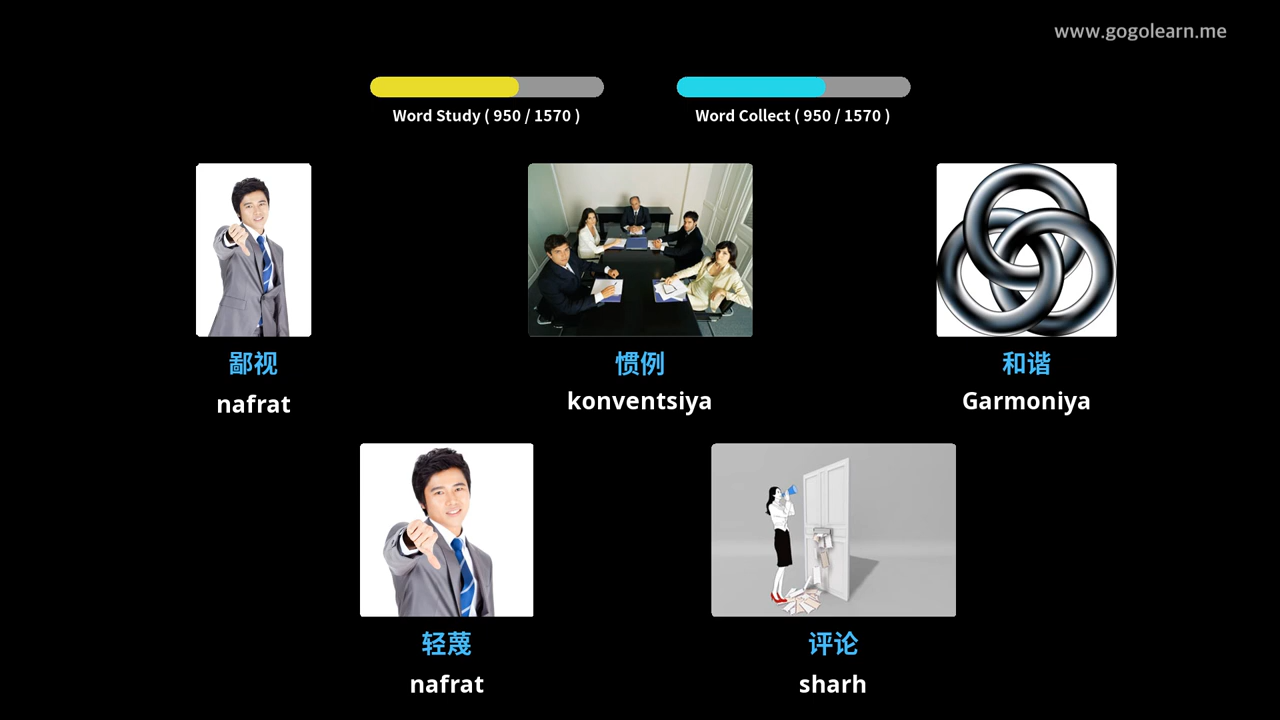 www.gogolearn.me
Word Study ( 950 / 1570 )
Word Collect ( 950 / 1570 )
鄙视
nafrat
惯例
konventsiya
和谐
Garmoniya
轻蔑
nafrat
评论
sharh